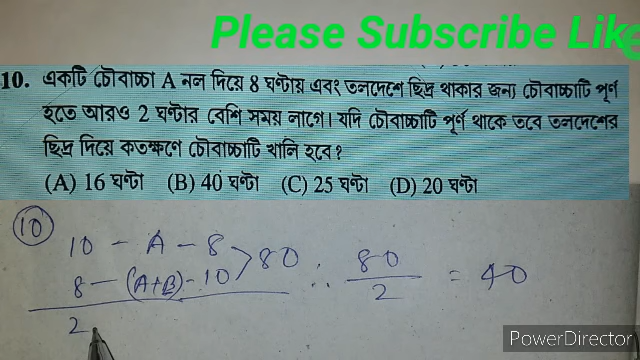 Please Subscribe Like
10. একটি চৌবাচ্চা A নল দিয়ে 8 ঘণ্টায় এবং তলদেশে ছিদ্র থাকার জন্য চৌবাচ্চাটি পূর্ণ
হতে আরও 2 ঘণ্টার বেশি সময় লাগে। যদি চৌবাচ্চাটি পূর্ণ থাকে তবে তলদেশের
ছিদ্র দিয়ে কতক্ষণে চৌবাচ্চাটি খালি হবে?
(A) 16 ঘণ্টা (B) 40 ঘণ্টা (C) 25 ঘণ্টা (D) 20 ঘণ্টা
10
10 - A - 8
8 - (A+B) - 10 > 80 ∴ 80/2 = 40
2
PowerDirector